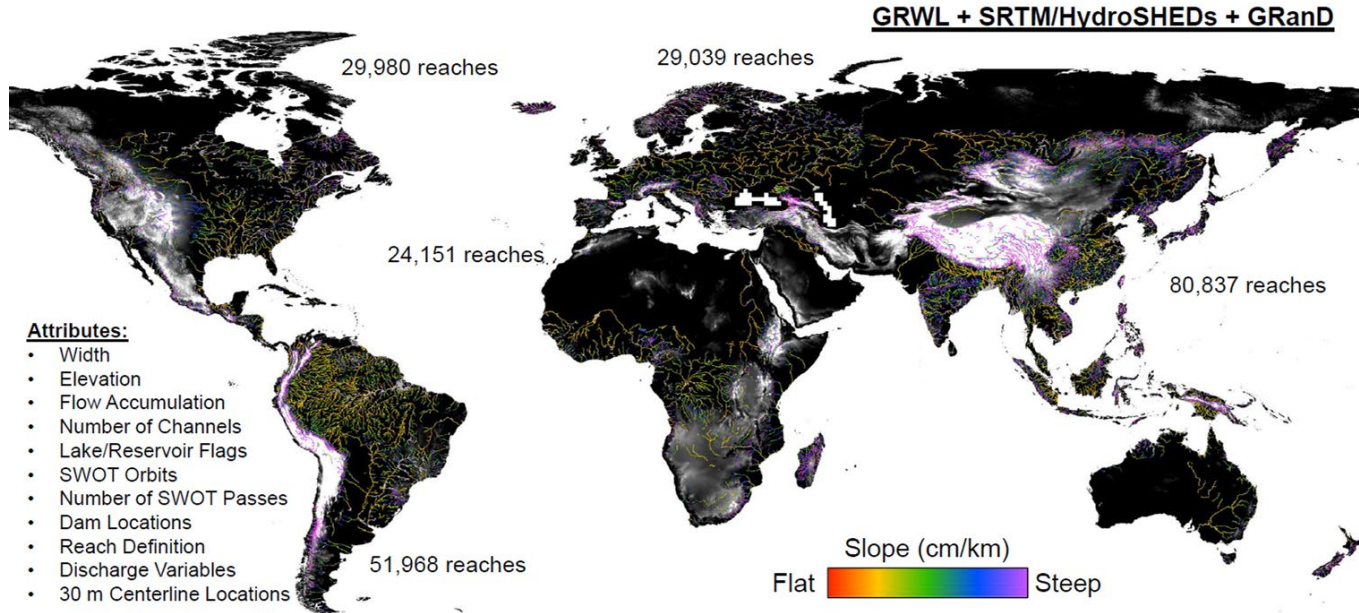 GRWL + SRTM/HydroSHEDs + GRanD
29,980 reaches
29,039 reaches
24,151 reaches
80,837 reaches
51,968 reaches
Attributes:
• Width
• Elevation
• Flow Accumulation
• Number of Channels
• Lake/Reservoir Flags
• SWOT Orbits
• Number of SWOT Passes
• Dam Locations
• Reach Definition
• Discharge Variables
• 30 m Centerline Locations
Slope (cm/km)
Flat Steep